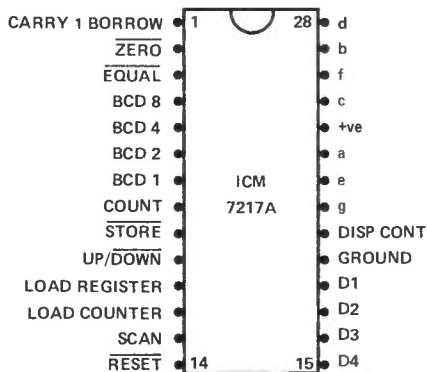 CARRY 1 BORROW 1 28 d
ZERO b
EQUAL f
BCD 8 c
BCD 4 +ve
BCD 2 a
BCD 1 ICM e
COUNT 7217A g
STORE DISP CONT
UP/DOWN GROUND
LOAD REGISTER D1
LOAD COUNTER D2
SCAN D3
RESET 14 15 D4